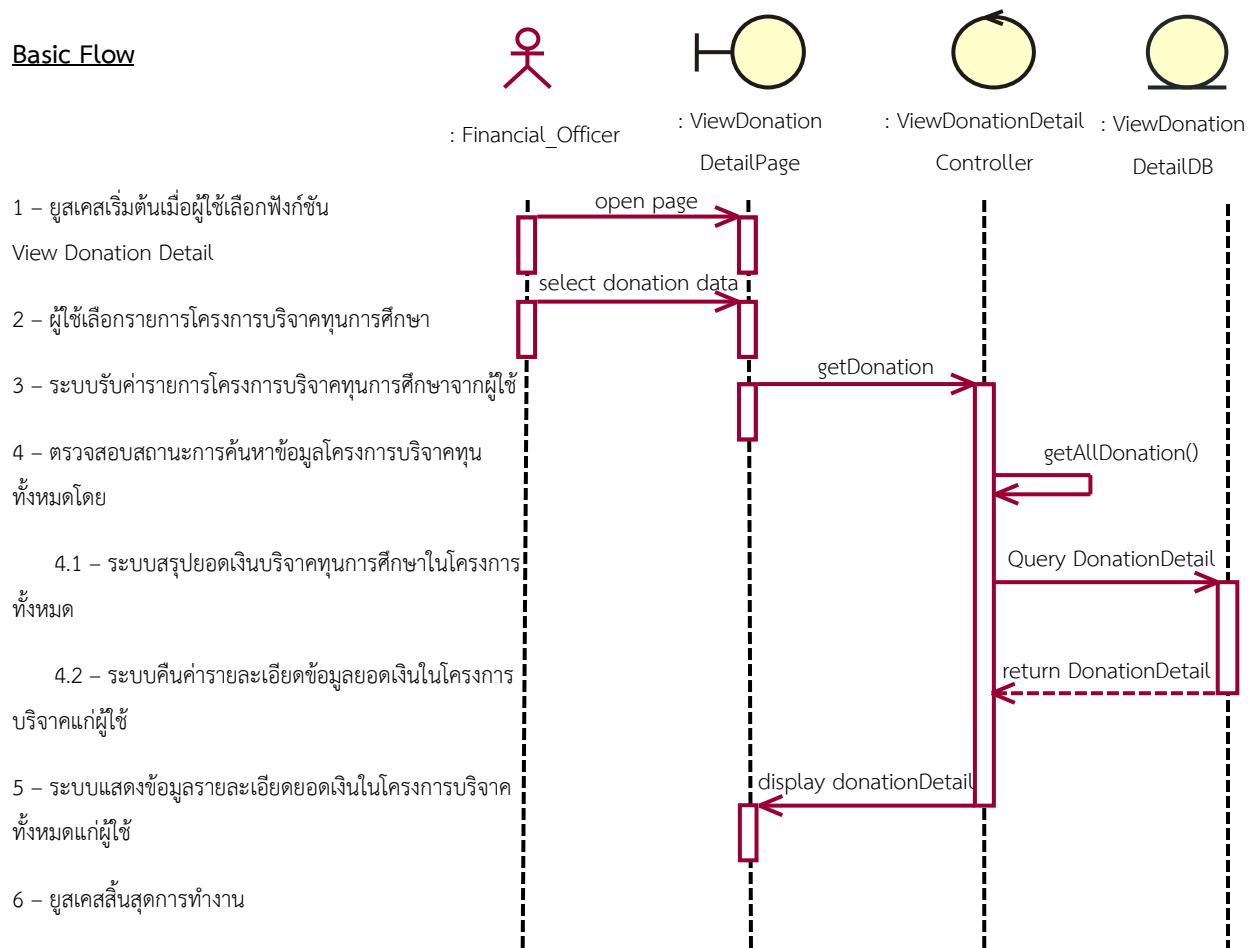 Basic Flow
: Financial_Officer
: ViewDonation
DetailPage
: ViewDonationDetail
Controller
: ViewDonation
DetailDB
1 – ยูสเคสเริ่มต้นเมื่อผู้ใช้เลือกฟังก์ชัน
View Donation Detail
2 – ผู้ใช้เลือกรายการโครงการบริจาคทุนการศึกษา
3 – ระบบรับค่ารายการโครงการบริจาคทุนการศึกษาจากผู้ใช้
4 – ตรวจสอบสถานะการค้นหาข้อมูลโครงการบริจาคทุน
ทั้งหมดโดย
4.1 – ระบบสรุปยอดเงินบริจาคทุนการศึกษาในโครงการ
ทั้งหมด
4.2 – ระบบคืนค่ารายละเอียดข้อมูลยอดเงินในโครงการ
บริจาคแก่ผู้ใช้
5 – ระบบแสดงข้อมูลรายละเอียดยอดเงินในโครงการบริจาค
ทั้งหมดแก่ผู้ใช้
6 – ยูสเคสสิ้นสุดการทำงาน
open page
select donation data
getDonation
getAllDonation()
Query DonationDetail
return DonationDetail
display donationDetail